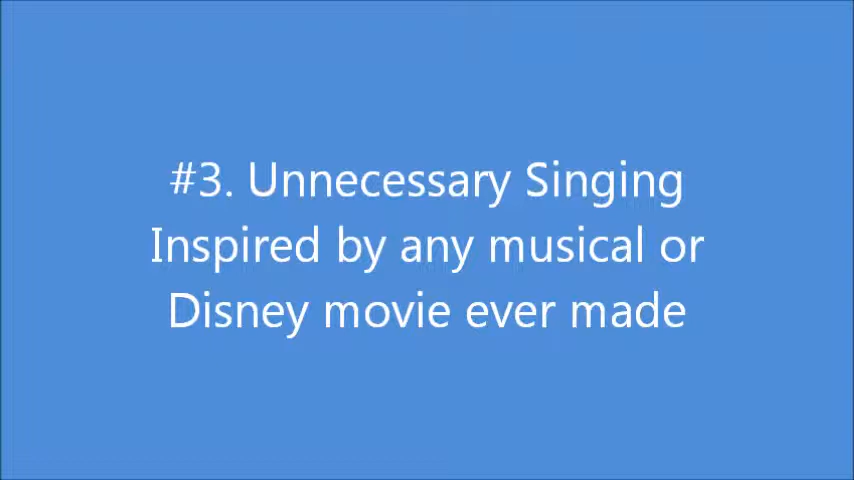 #3. Unnecessary Singing
Inspired by any musical or
Disney movie ever made